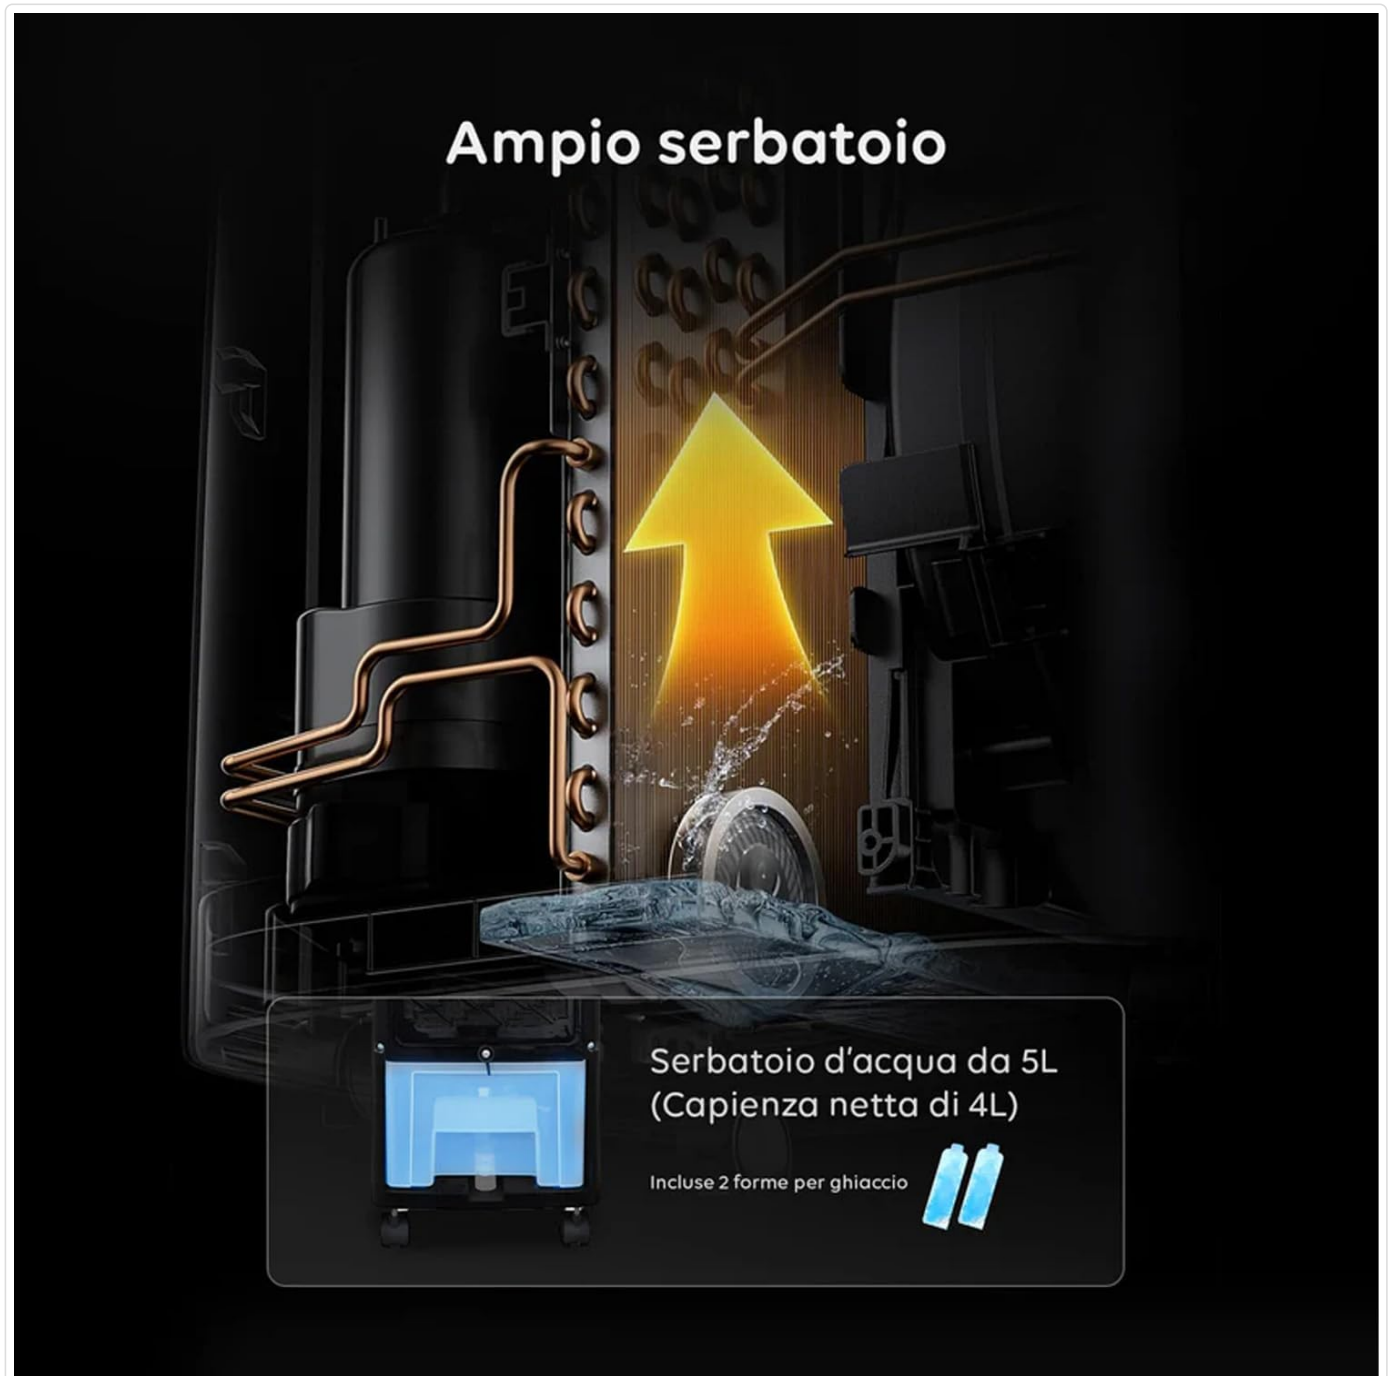 Ampio serbatoio
Serbatoio d'acqua da 5L
(Capienza netta di 4L)
Incluse 2 forme per ghiaccio